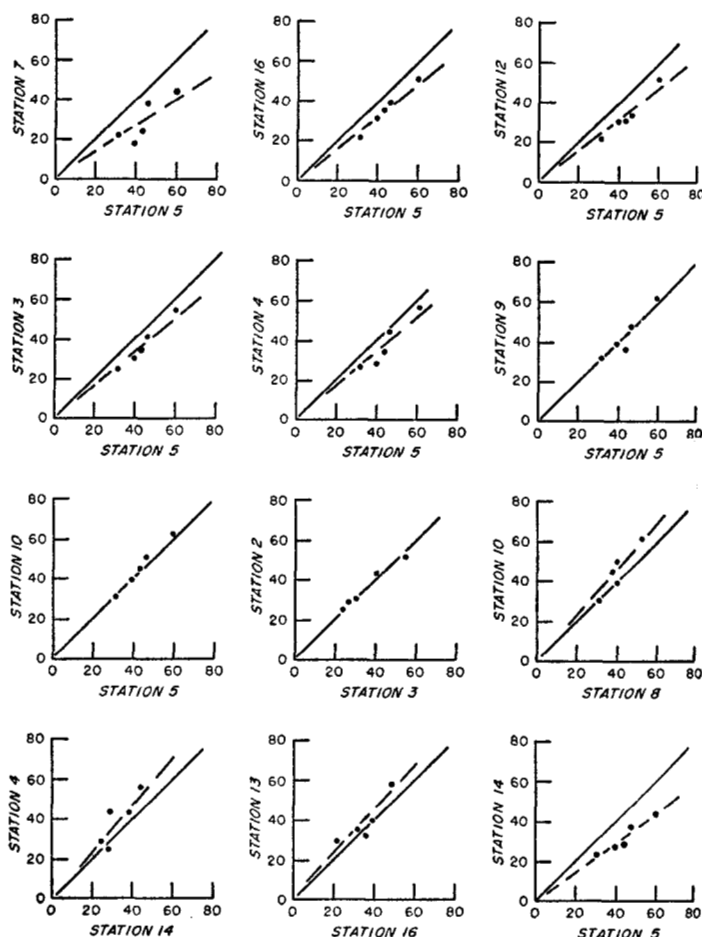 80
60
40
20
0
STATION 7
0 20 40 60 80
STATION 5
80
60
40
20
0
STATION 16
0 20 40 60 80
STATION 5
80
60
40
20
0
STATION 12
0 20 40 60 80
STATION 5
80
60
40
20
0
STATION 3
0 20 40 60 80
STATION 5
80
60
40
20
0
STATION 4
0 20 40 60 80
STATION 5
80
60
40
20
0
STATION 9
0 20 40 60 80
STATION 5
80
60
40
20
0
STATION 10
0 20 40 60 80
STATION 5
80
60
40
20
0
STATION 2
0 20 40 60 80
STATION 3
80
60
40
20
0
STATION 10
0 20 40 60 80
STATION 8
80
60
40
20
0
STATION 4
0 20 40 60 80
STATION 14
80
60
40
20
0
STATION 13
0 20 40 60 80
STATION 16
80
60
40
20
0
STATION 14
0 20 40 60 80
STATION 5